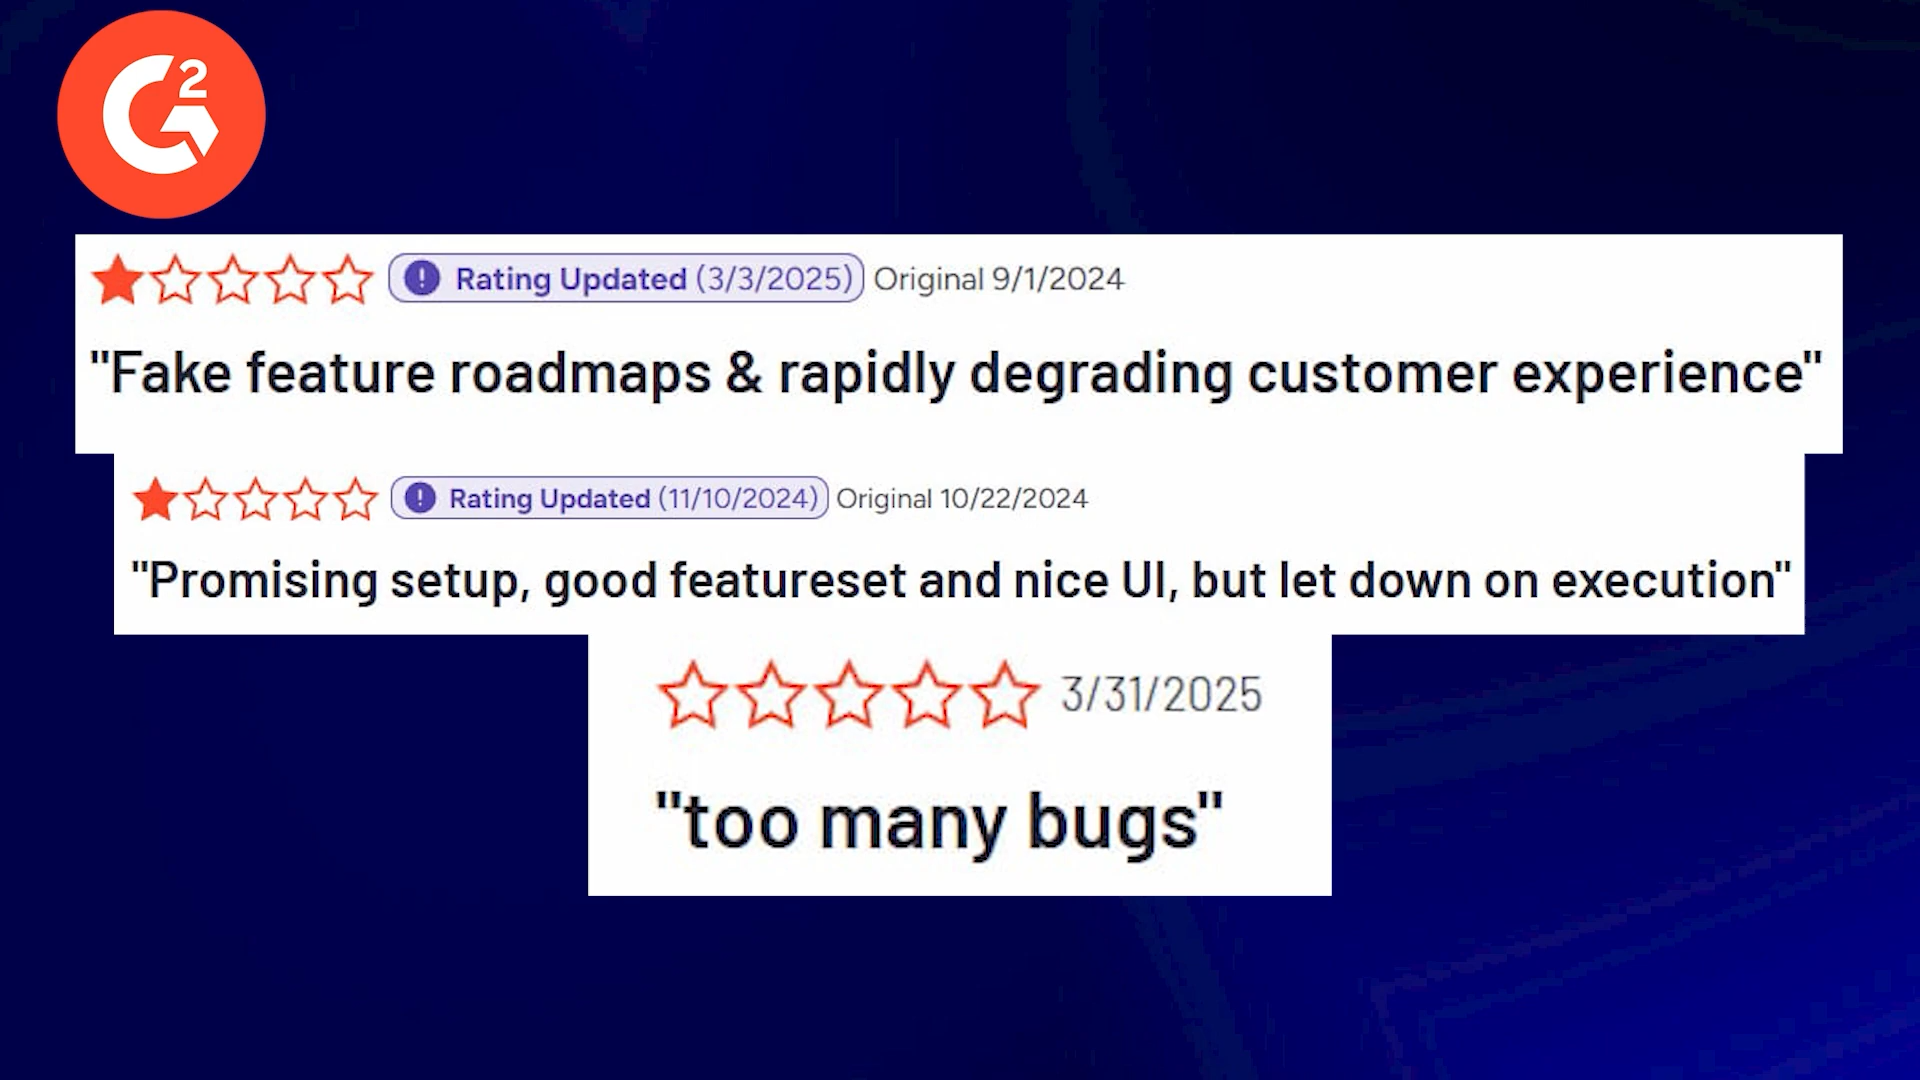 G2
Rating Updated (3/3/2025) Original 9/1/2024
"Fake feature roadmaps & rapidly degrading customer experience"
Rating Updated (11/10/2024) Original 10/22/2024
"Promising setup, good featureset and nice UI, but let down on execution"
3/31/2025
"too many bugs"